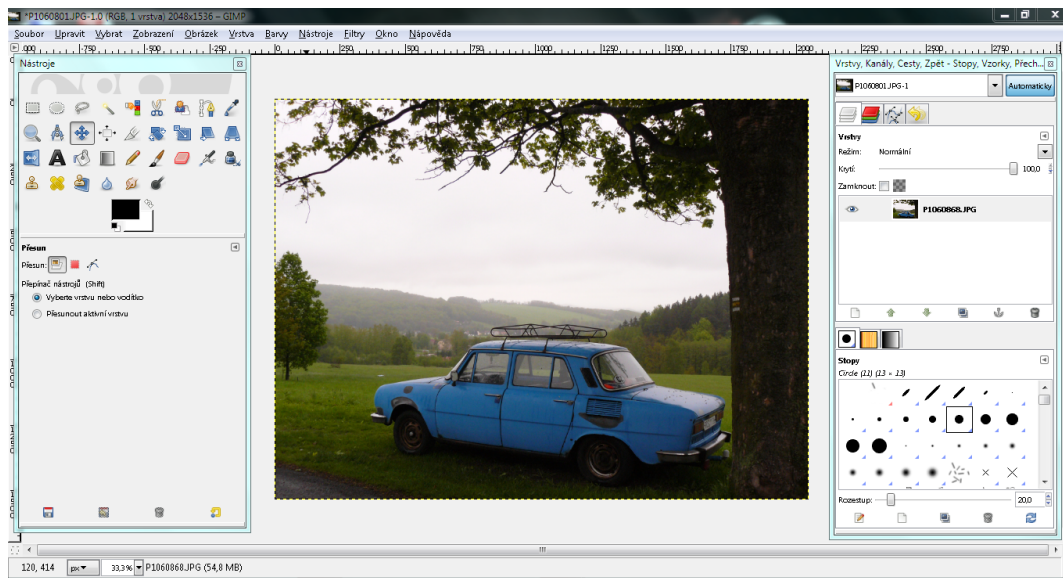 *P1060801.JPG-1.0 (RGB, 1 vrstva) 2048x1536 – GIMP
Soubor Upravit Vybrat Zobrazení Obrázek Vrstva Barvy Nástroje Filtry Okno Nápověda
Nástroje
Přesun
Přesun:
Přepínač nástrojů (Shift)
Vyberte vrstvu nebo vodítko
Přesunout aktivní vrstvu
Vrstvy, Kanály, Cesty, Zpět - Stopy, Vzorky, Přech...
P1060801.JPG-1
Automaticky
Vrstvy
Režim: Normální
Krytí: 100,0
Zamknout:
P1060868.JPG
Stopy
Circle (11) (13 × 13)
Rozestup: 20,0
120, 414 px 33,3 % P1060868.JPG (54,8 MB)